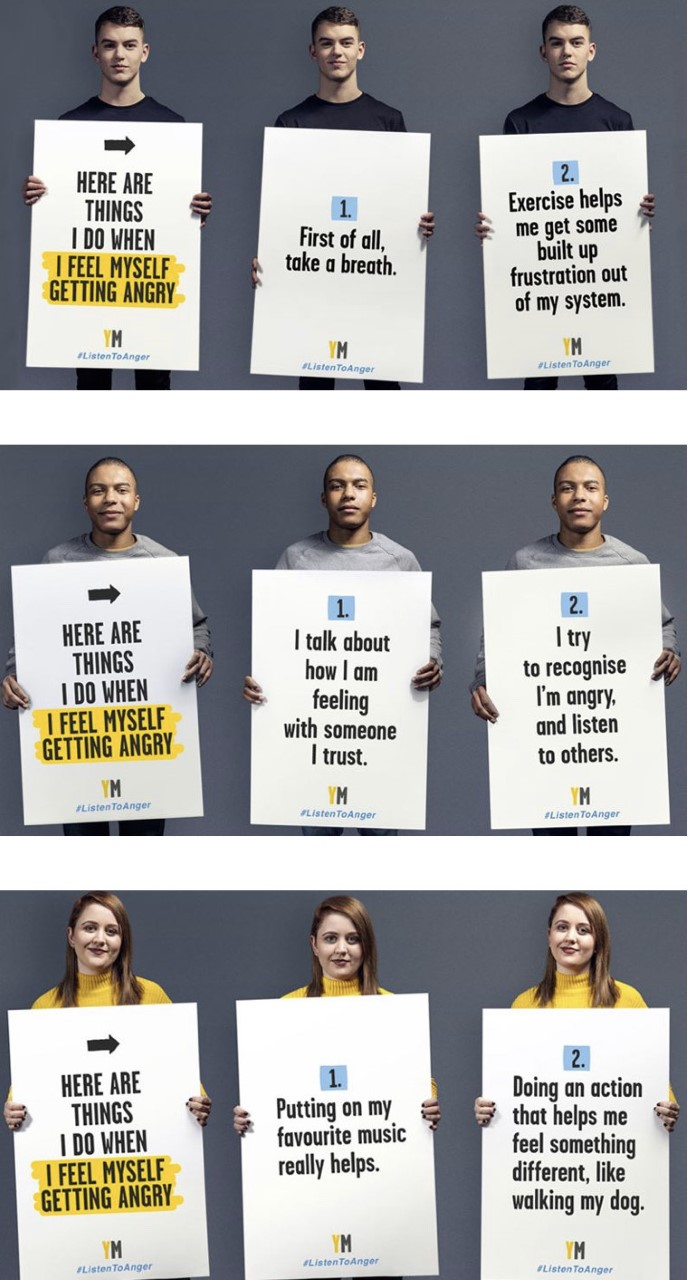 HERE ARE
THINGS
I DO WHEN
I FEEL MYSELF
GETTING ANGRY
YM
#ListenToAnger
1.
First of all,
take a breath.
YM
#ListenToAnger
2.
Exercise helps
me get some
built up
frustration out
of my system.
YM
#ListenToAnger
HERE ARE
THINGS
I DO WHEN
I FEEL MYSELF
GETTING ANGRY
YM
#ListenToAnger
1.
I talk about
how I am
feeling
with someone
I trust.
YM
#ListenToAnger
2.
I try
to recognise
I'm angry,
and listen
to others.
YM
#ListenToAnger
HERE ARE
THINGS
I DO WHEN
I FEEL MYSELF
GETTING ANGRY
YM
#ListenToAnger
1.
Putting on my
favourite music
really helps.
YM
#ListenToAnger
2.
Doing an action
that helps me
feel something
different, like
walking my dog.
YM
#ListenToAnger